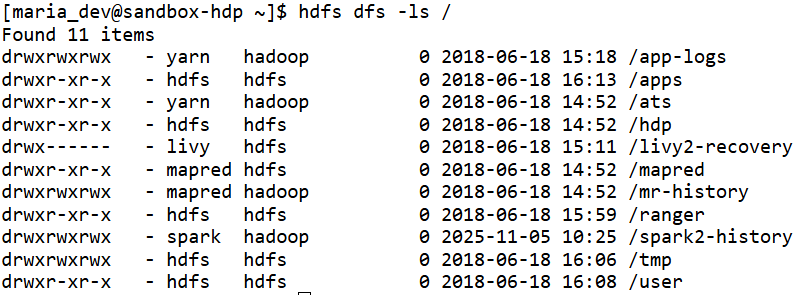 [maria_dev@sandbox-hdp ~]$ hdfs dfs -ls /
Found 11 items
drwxrwxrwx   - yarn   hadoop          0 2018-06-18 15:18 /app-logs
drwxr-xr-x   - hdfs   hdfs            0 2018-06-18 16:13 /apps
drwxr-xr-x   - yarn   hadoop          0 2018-06-18 14:52 /ats
drwxr-xr-x   - hdfs   hdfs            0 2018-06-18 14:52 /hdp
drwx------   - livy   hdfs            0 2018-06-18 15:11 /livy2-recovery
drwxr-xr-x   - mapred hdfs            0 2018-06-18 14:52 /mapred
drwxrwxrwx   - mapred hadoop          0 2018-06-18 14:52 /mr-history
drwxr-xr-x   - hdfs   hdfs            0 2018-06-18 15:59 /ranger
drwxrwxrwx   - spark  hadoop          0 2025-11-05 10:25 /spark2-history
drwxrwxrwx   - hdfs   hdfs            0 2018-06-18 16:06 /tmp
drwxr-xr-x   - hdfs   hdfs            0 2018-06-18 16:08 /user